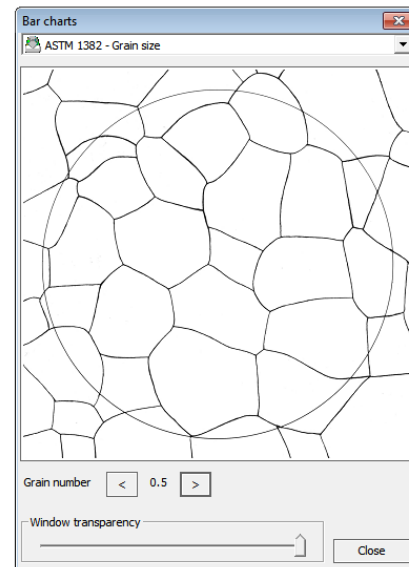 Bar charts
ASTM 1382 - Grain size
Grain number < 0.5 >
Window transparency
Close